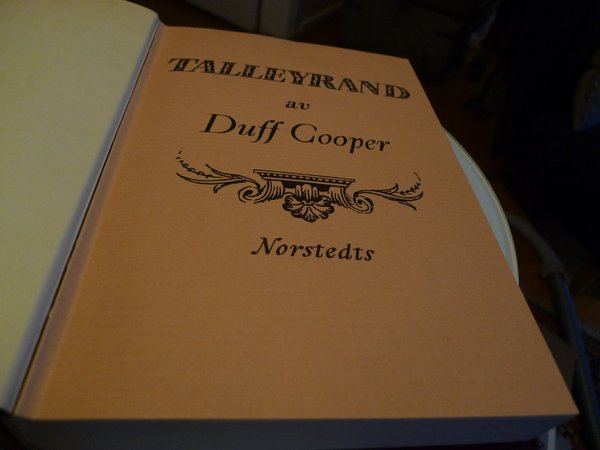 TALLEYRAND
av
Duff Cooper
Norstedts